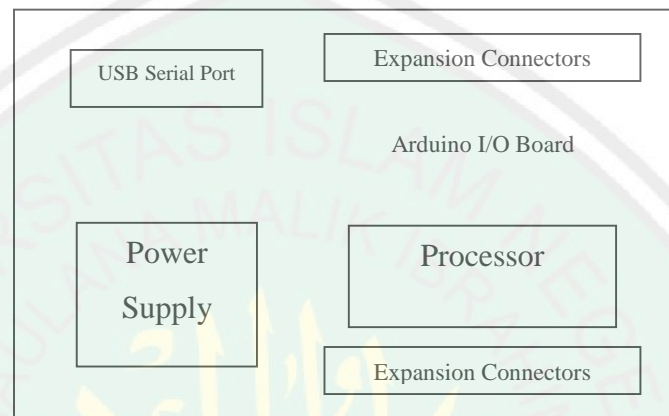 USB Serial Port
Expansion Connectors
Arduino I/O Board
Power
Supply
Processor
Expansion Connectors